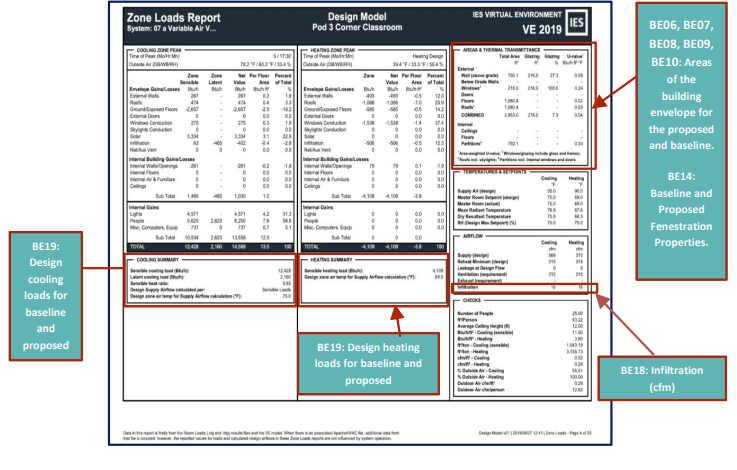 Zone Loads Report
System: 07 a Variable Air V...
Design Model
Pod 3 Corner Classroom
IES VIRTUAL ENVIRONMENT
VE 2019
IES
COOLING ZONE PEAK
Time of Peak (Mo/Hr:Mn) 5 / 17:30
Outside Air (DB/WB/RH) 76.2 °F / 60.2 °F / 33.4 %
Zone Zone Net Per Floor Percent
Sensible Latent Value Area of Total
Envelope Gains/Losses Btu/h Btu/h Btu/h Btu/h·ft² %
External Walls 267 - 267 0.2 1.8
Roofs 474 - 474 0.4 3.3
Ground/Exposed Floors -2,657 - -2,657 -2.5 -18.2
External Doors 0 - 0 0.0 0.0
Windows Conduction 275 - 275 0.3 1.9
Skylights Conduction 0 - 0 0.0 0.0
Solar 3,334 - 3,334 3.1 22.9
Infiltration 63 -465 -402 -0.4 -2.8
Nat/Aux Vent 0 0 0 0.0 0.0
Internal Building Gains/Losses
Internal Walls/Openings -261 - -261 -0.2 -1.8
Internal Floors 0 - 0 0.0 0.0
Internal Air & Furniture 0 - 0 0.0 0.0
Ceilings 0 - 0 0.0 0.0
Sub Total 1,495 -465 1,030 1.0
Internal Gains
Lights 4,571 - 4,571 4.2 31.3
People 5,625 2,625 8,250 7.6 56.6
Misc, Computers, Equip 737 0 737 0.7 5.1
Sub Total 10,934 2,625 13,558 12.5
TOTAL 12,428 2,160 14,588 13.5 100
HEATING ZONE PEAK
Time of Peak (Mo/Hr:Mn) Heating Design
Outside Air (DB/WB/RH) 39.4 °F / 33.3 °F / 50.4 %
Zone Net Per Floor Percent
Sensible Value Area of Total
Envelope Gains/Losses Btu/h Btu/h Btu/h·ft² %
External Walls -493 -493 -0.5 12.0
Roofs -1,066 -1,066 -1.0 25.9
Ground/Exposed Floors -585 -585 -0.5 14.2
External Doors 0 0 0.0 0.0
Windows Conduction -1,538 -1,538 -1.4 37.4
Skylights Conduction 0 0 0.0 0.0
Solar 0 0 0.0 0.0
Infiltration -506 -506 -0.5 12.3
Nat/Aux Vent 0 0 0.0 0.0
Internal Building Gains/Losses
Internal Walls/Openings 79 79 0.1 -1.9
Internal Floors 0 0 0.0 0.0
Internal Air & Furniture 0 0 0.0 0.0
Ceilings 0 0 0.0 0.0
Sub Total -4,109 -4,109 -3.8
Internal Gains
Lights 0 0 0.0 0.0
People 0 0 0.0 0.0
Misc, Computers, Equip 0 0 0.0 0.0
Sub Total 0 0 0.0
TOTAL -4,109 -4,109 -3.8 100
AREAS & THERMAL TRANSMITTANCE
Total Area Glazing Glazing U-value¹
ft² ft² % Btu/h·ft²·°F
External
Wall (above grade) 792.1 216.0 27.3 0.09
Below Grade Walls - - - -
Windows² 216.0 216.0 100.0 0.24
Doors - - - -
Floors 1,080.4 - - 0.02
Roofs³ 1,080.4 - - 0.03
COMBINED 2,953.0 216.0 7.3 0.04
Internal
Ceilings - - - -
Floors - - - -
Partitions⁴ 792.1 - - 0.33
¹Area-weighted U-value; ²Windows/glazing include glass and frames;
³Roofs incl. skylights; ⁴Partitions incl. internal windows and doors.
TEMPERATURES & SETPOINTS
Cooling Heating
°F °F
Supply Air (design) 55.0 90.0
Master Room Setpoint (design) 75.0 69.0
Master Room (actual) 75.0 69.0
Mean Radiant Temperature 76.9 67.6
Dry Resultant Temperature 75.9 68.3
RH (Design Max Setpoint) (%) 70.0 70.0
AIRFLOW
Cooling Heating
cfm cfm
Supply (design) 568 315
Reheat Minimum (design) 315 315
Leakage at Design Flow 0 0
Ventilation (requirement) 315 315
Exhaust (requirement) - -
Infiltration 16 16
COOLING SUMMARY
Sensible cooling load (Btu/h): 12,428
Latent cooling load (Btu/h): 2,160
Sensible heat ratio: 0.85
Design Supply Airflow calculated per: Sensible Loads
Design zone air temp for Supply Airflow calculation (°F): 75.0
HEATING SUMMARY
Sensible heating load (Btu/h): 4,109
Design zone air temp for Supply Airflow calculation (°F): 69.0
CHECKS
Number of People 25.00
ft²/Person 43.22
Average Ceiling Height (ft) 12.00
Btu/h/ft² - Cooling (sensible) 11.50
Btu/h/ft² - Heating 3.80
ft²/ton - Cooling (sensible) 1,043.19
ft²/ton - Heating 3,155.13
cfm/ft² - Cooling 0.53
cfm/ft² - Heating 0.29
% Outside Air - Cooling 55.51
% Outside Air - Heating 100.00
Outdoor Air cfm/ft² 0.29
Outdoor Air cfm/person 12.62
Data in this report is firstly from the Room Loads (.clg and .htg) results files and the VE model. When there is an associated ApacheHVAC file, additional data from
that file is included, however, the reported values for loads and calculated design airflows in these Zone Loads reports are not influenced by system operation.
Design Model v01 | 2019/08/27 12:41 | Zone Loads - Page 4 of 25
BE06, BE07,
BE08, BE09,
BE10: Areas
of the
building
envelope for
the proposed
and baseline.
BE14:
Baseline and
Proposed
Fenestration
Properties.
BE19:
Design
cooling
loads for
baseline
and
proposed
BE19: Design heating
loads for baseline and
proposed
BE18: Infiltration
(cfm)